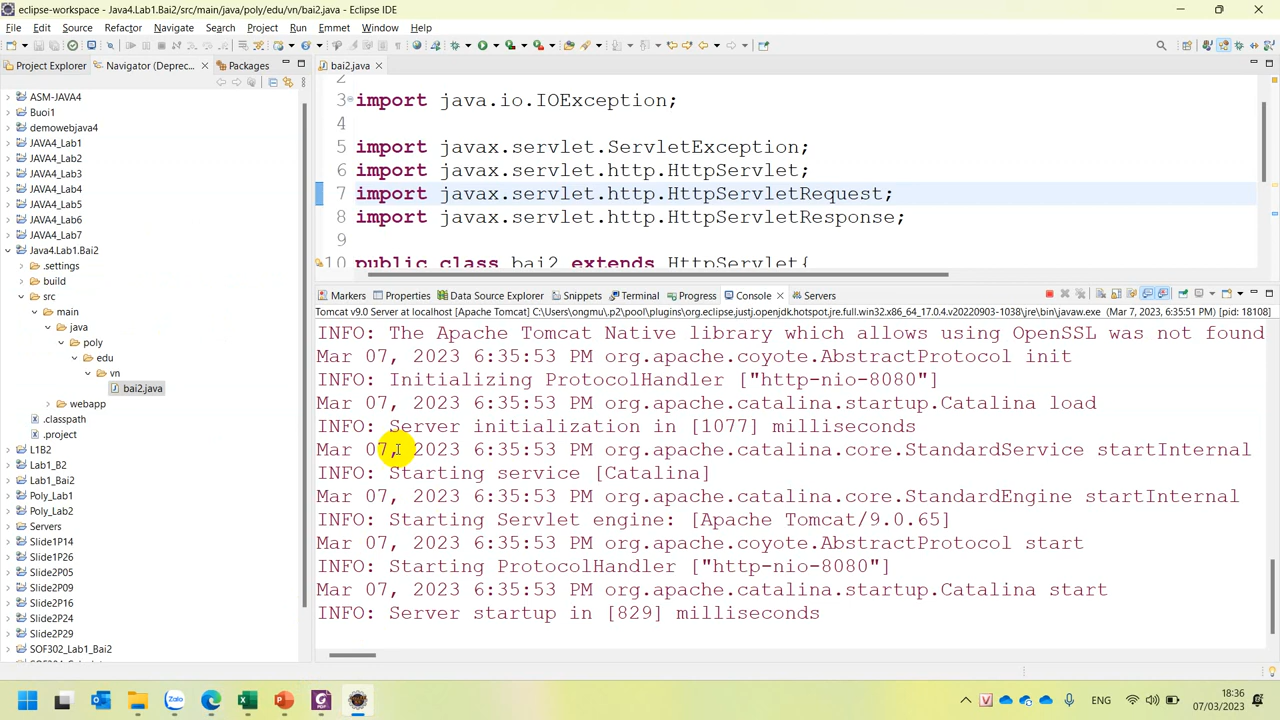 eclipse-workspace - Java4.Lab1.Bai2/src/main/java/poly/edu/vn/bai2.java - Eclipse IDE
File Edit Source Refactor Navigate Search Project Run Emmet Window Help
Project Explorer Navigator (Deprec... Packages
bai2.java
ASM-JAVA4
Buoi1
demowebjava4
JAVA4_Lab1
JAVA4_Lab2
JAVA4_Lab3
JAVA4_Lab4
JAVA4_Lab5
JAVA4_Lab6
JAVA4_Lab7
Java4.Lab1.Bai2
.settings
build
src
main
java
poly
edu
vn
bai2.java
webapp
.classpath
.project
L1B2
Lab1_B2
Lab1_Bai2
Poly_Lab1
Poly_Lab2
Servers
Slide1P14
Slide1P26
Slide2P05
Slide2P09
Slide2P16
Slide2P24
Slide2P29
SOF302_Lab1_Bai2
2
3 import java.io.IOException;
4
5 import javax.servlet.ServletException;
6 import javax.servlet.http.HttpServlet;
7 import javax.servlet.http.HttpServletRequest;
8 import javax.servlet.http.HttpServletResponse;
9
10 public class bai2 extends HttpServlet{
Markers Properties Data Source Explorer Snippets Terminal Progress Console Servers
Tomcat v9.0 Server at localhost [Apache Tomcat] C:\Users\ongmu\.p2\pool\plugins\org.eclipse.justj.openjdk.hotspot.jre.full.win32.x86_64_17.0.4.v20220903-1038\jre\bin\javaw.exe (Mar 7, 2023, 6:35:51 PM) [pid: 18108]
INFO: The Apache Tomcat Native library which allows using OpenSSL was not found
Mar 07, 2023 6:35:53 PM org.apache.coyote.AbstractProtocol init
INFO: Initializing ProtocolHandler ["http-nio-8080"]
Mar 07, 2023 6:35:53 PM org.apache.catalina.startup.Catalina load
INFO: Server initialization in [1077] milliseconds
Mar 07, 2023 6:35:53 PM org.apache.catalina.core.StandardService startInternal
INFO: Starting service [Catalina]
Mar 07, 2023 6:35:53 PM org.apache.catalina.core.StandardEngine startInternal
INFO: Starting Servlet engine: [Apache Tomcat/9.0.65]
Mar 07, 2023 6:35:53 PM org.apache.coyote.AbstractProtocol start
INFO: Starting ProtocolHandler ["http-nio-8080"]
Mar 07, 2023 6:35:53 PM org.apache.catalina.startup.Catalina start
INFO: Server startup in [829] milliseconds
Zalo
ENG
18:36
07/03/2023